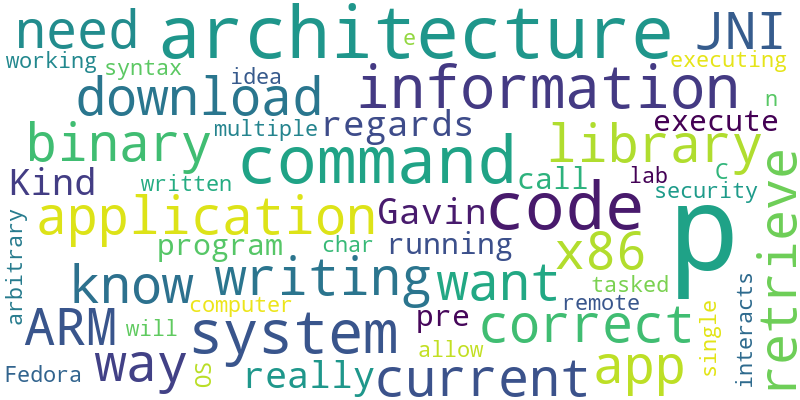 need architecture JNI
e
working syntax idea executing
download information
n
binary multiple regards execute
command library
Kind written call lab C security retrieve
application Gavin code p
program char running x86
arbitrary know writing want tasked
computer remote interacts
ARM will system pre correct single
way allow app
Fedora OS really current